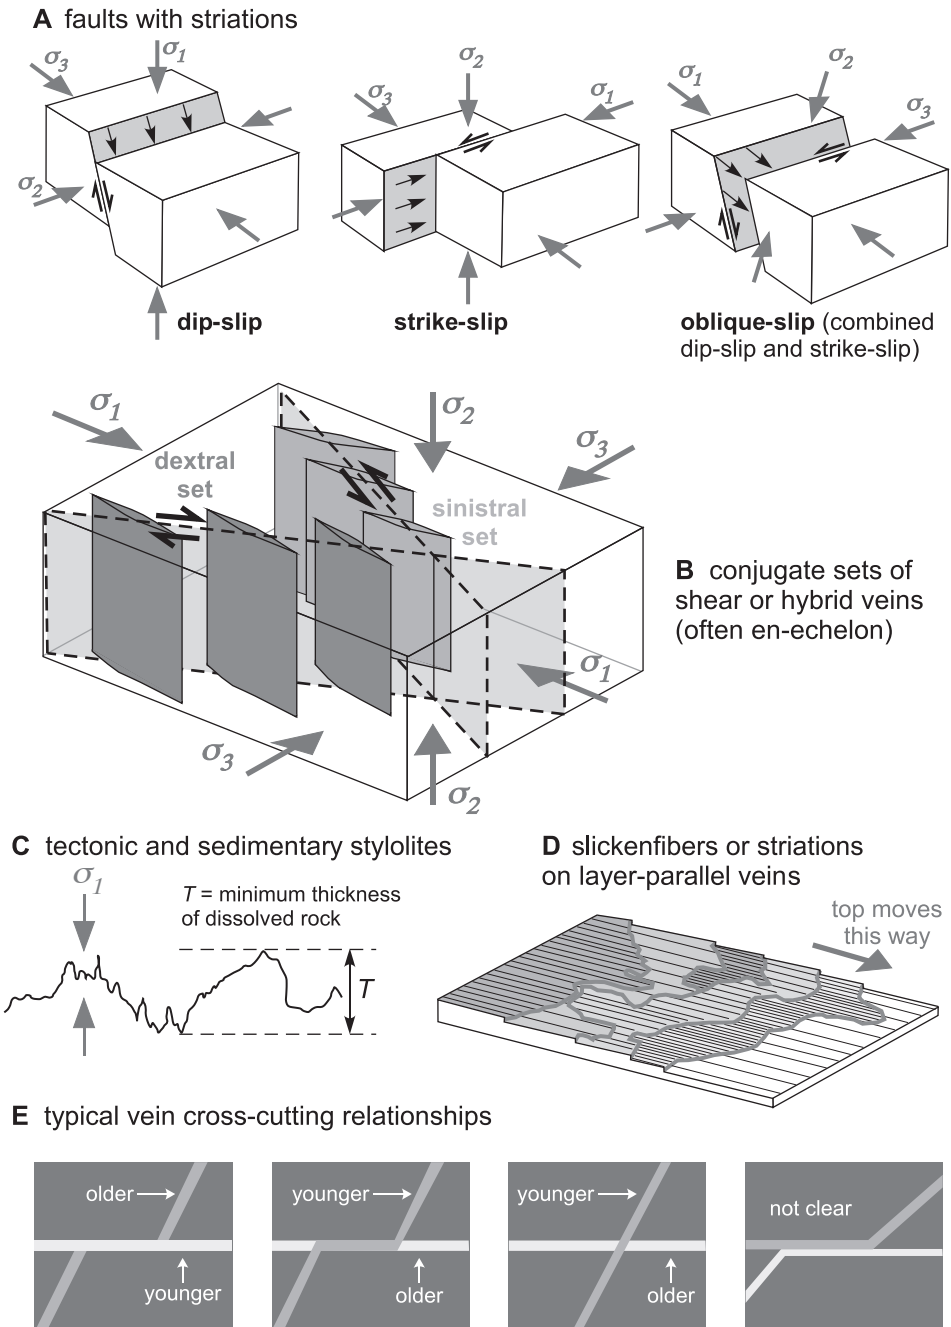 A faults with striations
σ3
σ1
σ2
dip-slip
σ2
σ3
σ1
strike-slip
σ1
σ2
σ3
oblique-slip (combined
dip-slip and strike-slip)
σ1
σ2
σ3
dextral
set
sinistral
set
B conjugate sets of
shear or hybrid veins
(often en-echelon)
σ1
σ3
σ2
C tectonic and sedimentary stylolites
σ1
T = minimum thickness
of dissolved rock
T
D slickenfibers or striations
on layer-parallel veins
top moves
this way
E typical vein cross-cutting relationships
older
younger
younger
older
younger
older
not clear